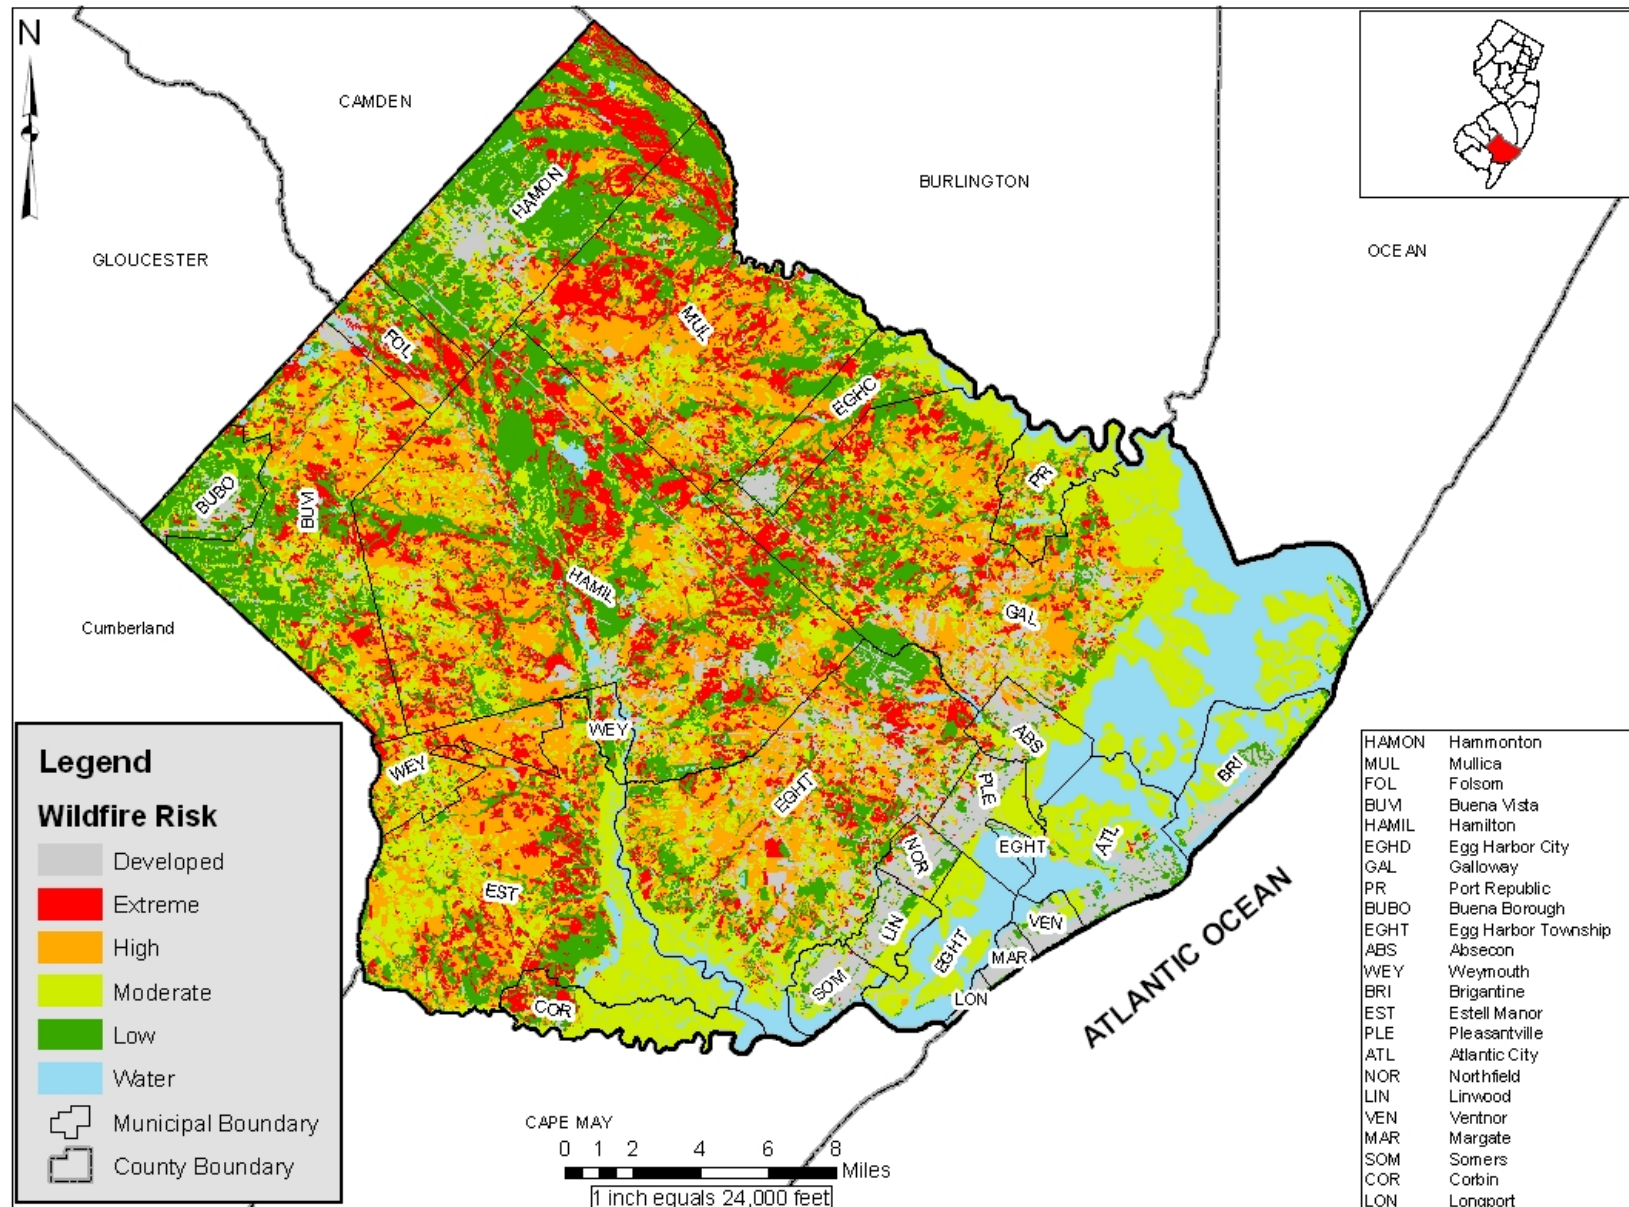 N
CAMDEN
BURLINGTON
OCEAN
GLOUCESTER
Cumberland
CAPE MAY
ATLANTIC OCEAN
HAMON
MUL
FOL
EGHC
PR
BUBO
BUVI
HAMIL
GAL
WEY
WEY
ABS
BRI
PLE
EGHT
EGHT
ATL
NOR
EST
LIN
VEN
EGHT
MAR
SOM
LON
COR
Legend
Wildfire Risk
Developed
Extreme
High
Moderate
Low
Water
Municipal Boundary
County Boundary
0 1 2 4 6 8
Miles
1 inch equals 24,000 feet
HAMON Hammonton
MUL Mullica
FOL Folsom
BUVI Buena Vista
HAMIL Hamilton
EGHD Egg Harbor City
GAL Galloway
PR Port Republic
BUBO Buena Borough
EGHT Egg Harbor Township
ABS Absecon
WEY Weymouth
BRI Brigantine
EST Estell Manor
PLE Pleasantville
ATL Atlantic City
NOR Northfield
LIN Linwood
VEN Ventnor
MAR Margate
SOM Somers
COR Corbin
LON Longport